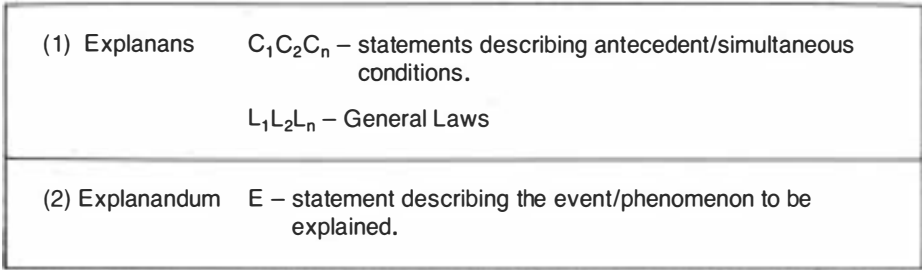 (1) Explanans C₁C₂Cₙ – statements describing antecedent/simultaneous
conditions.
L₁L₂Lₙ – General Laws
(2) Explanandum E – statement describing the event/phenomenon to be
explained.